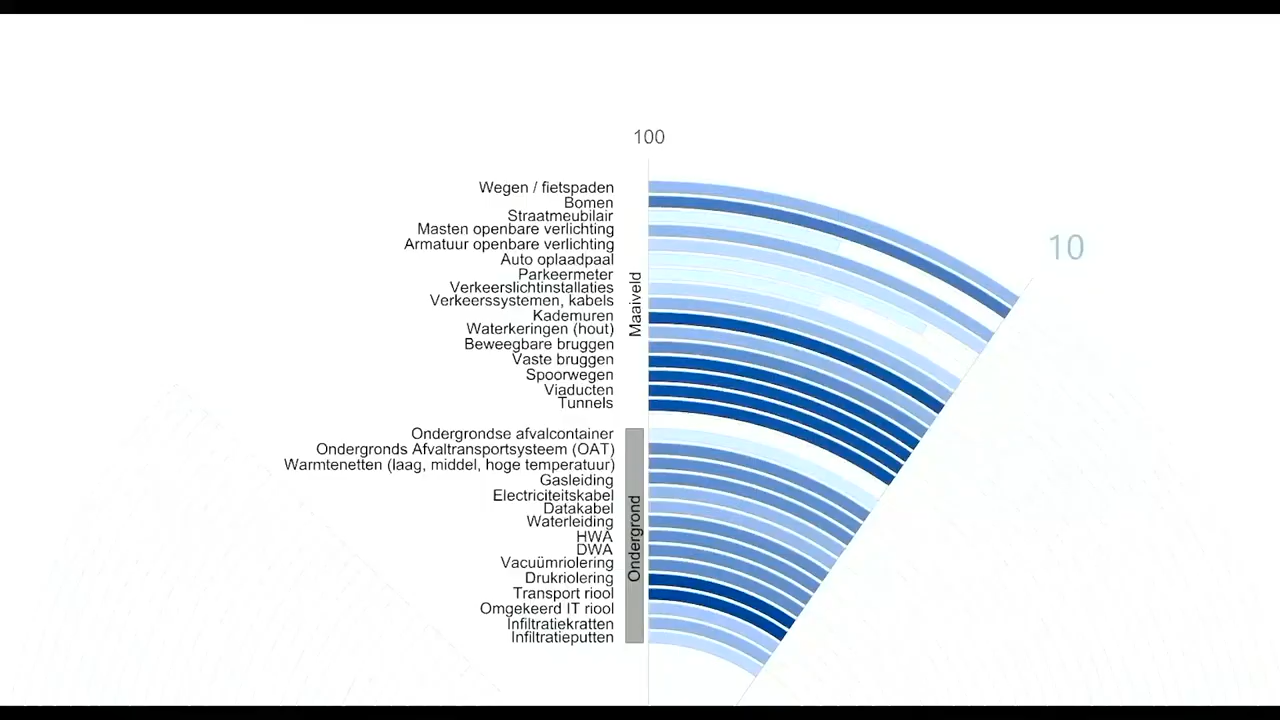 100
10
Wegen / fietspaden
Bomen
Straatmeubilair
Masten openbare verlichting
Armatuur openbare verlichting
Auto oplaadpaal
Parkeermeter
Verkeerslichtinstallaties
Verkeerssystemen, kabels
Kademuren
Waterkeringen (hout)
Beweegbare bruggen
Vaste bruggen
Spoorwegen
Viaducten
Tunnels
Maaiveld
Ondergrondse afvalcontainer
Ondergronds Afvaltransportsysteem (OAT)
Warmtenetten (laag, middel, hoge temperatuur)
Gasleiding
Electriciteitskabel
Datakabel
Waterleiding
HWA
DWA
Vacuümriolering
Drukriolering
Transport riool
Omgekeerd IT riool
Infiltratiekratten
Infiltratieputten
Ondergrond